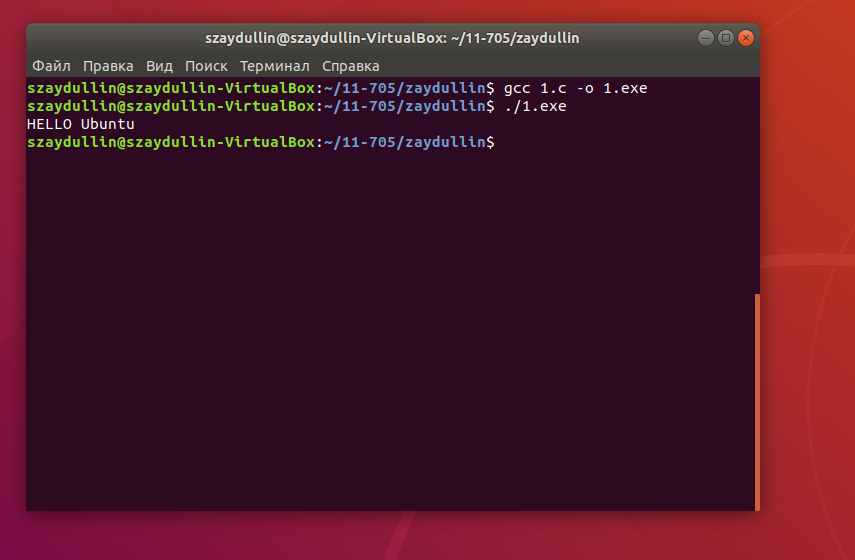 szaydullin@szaydullin-VirtualBox: ~/11-705/zaydullin
Файл Правка Вид Поиск Терминал Справка
szaydullin@szaydullin-VirtualBox:~/11-705/zaydullin$ gcc 1.c -o 1.exe
szaydullin@szaydullin-VirtualBox:~/11-705/zaydullin$ ./1.exe
HELLO Ubuntu
szaydullin@szaydullin-VirtualBox:~/11-705/zaydullin$